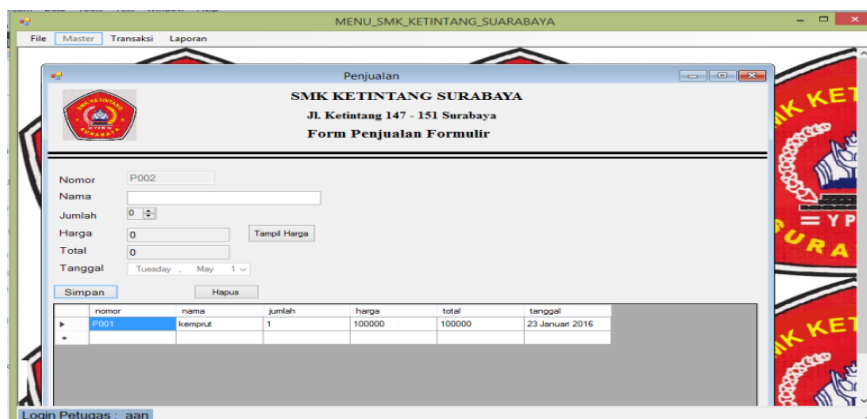 MENU_SMK_KETINTANG_SUARABAYA
File Master Transaksi Laporan
Penjualan
SMK KETINTANG SURABAYA
Jl. Ketintang 147 - 151 Surabaya
Form Penjualan Formulir
Nomor P002
Nama
Jumlah 0
Harga 0 Tampil Harga
Total 0
Tanggal Tuesday , May 1
Simpan Hapus
nomor nama jumlah harga total tanggal
P001 kemprut 1 100000 100000 23 Januari 2016
Login Petugas : aan